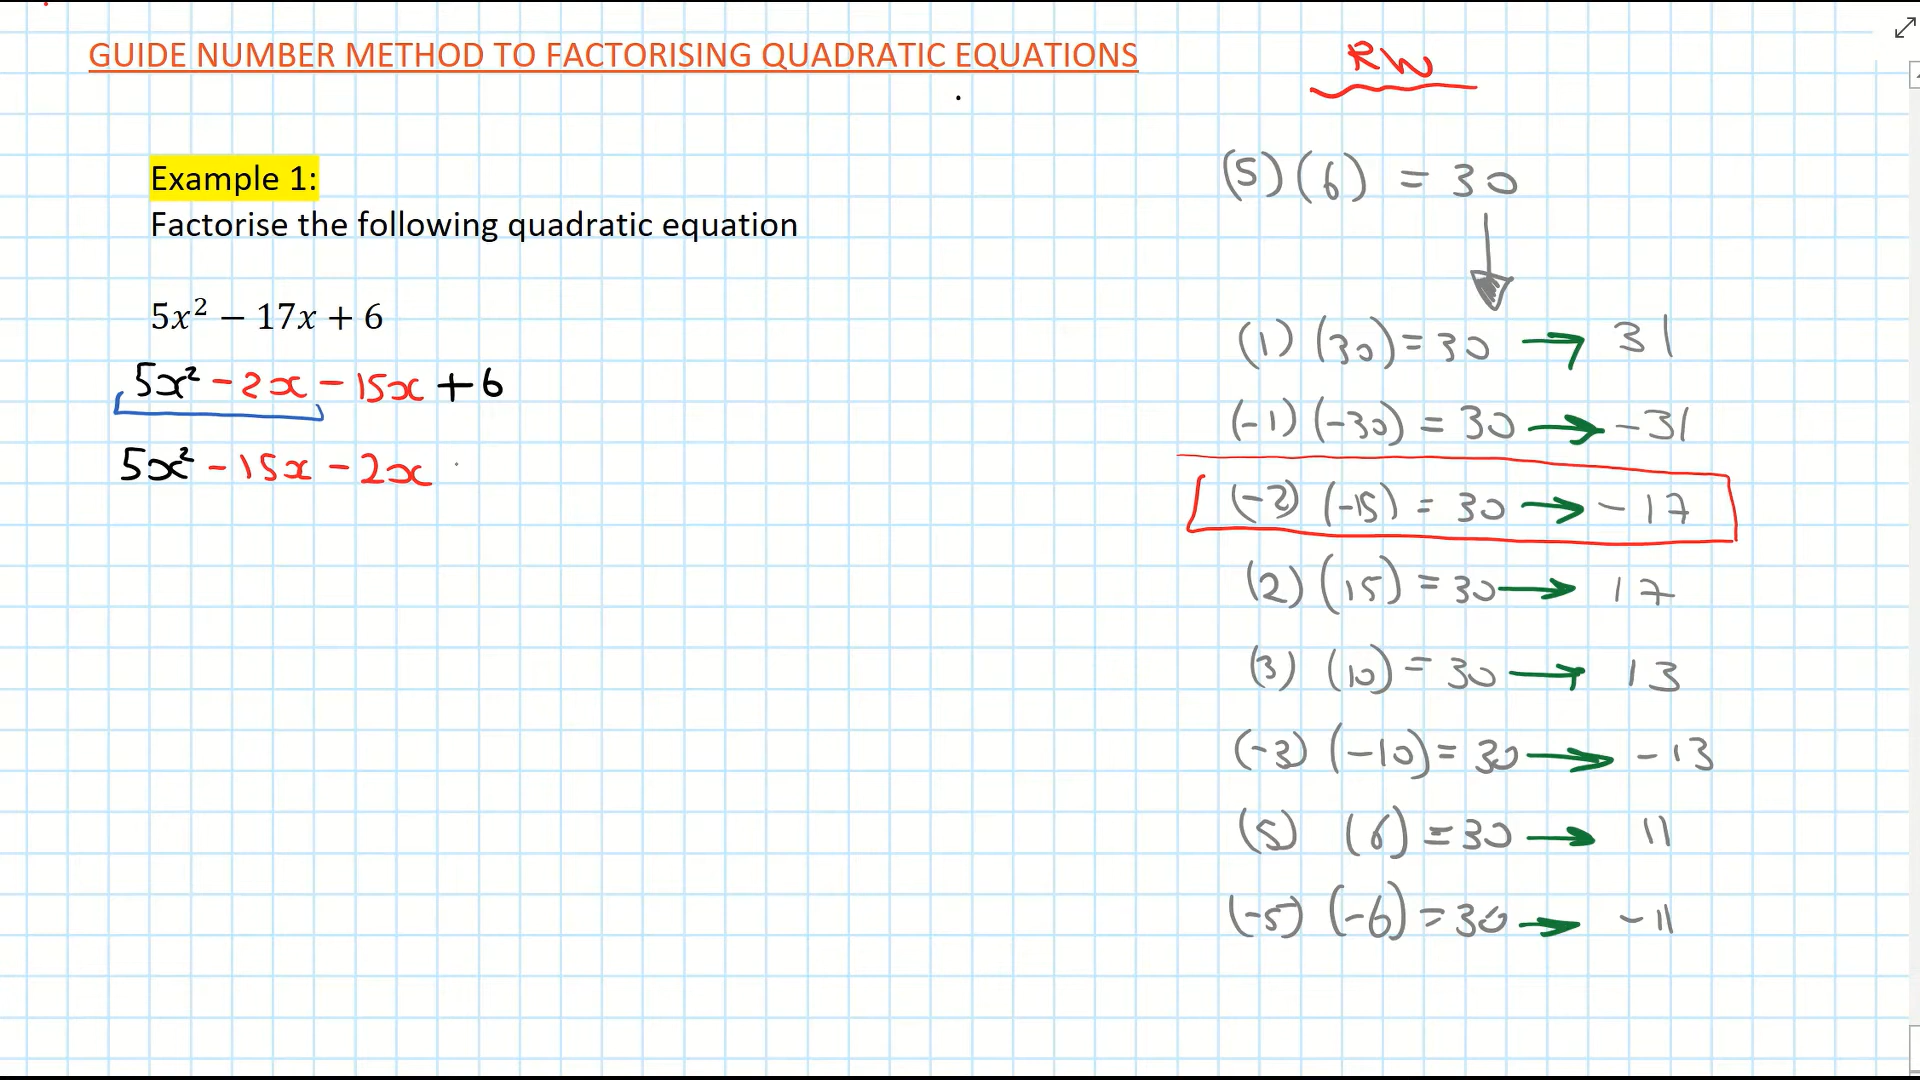 GUIDE NUMBER METHOD TO FACTORISING QUADRATIC EQUATIONS
RW
Example 1:
Factorise the following quadratic equation
5x² − 17x + 6
5x² - 2x - 15x + 6
5x² - 15x - 2x
(5)(6) = 30
(1)(30) = 30 → 31
(-1)(-30) = 30 → -31
(-2)(-15) = 30 → -17
(2)(15) = 30 → 17
(3)(10) = 30 → 13
(-3)(-10) = 30 → -13
(5)(6) = 30 → 11
(-5)(-6) = 30 → -11